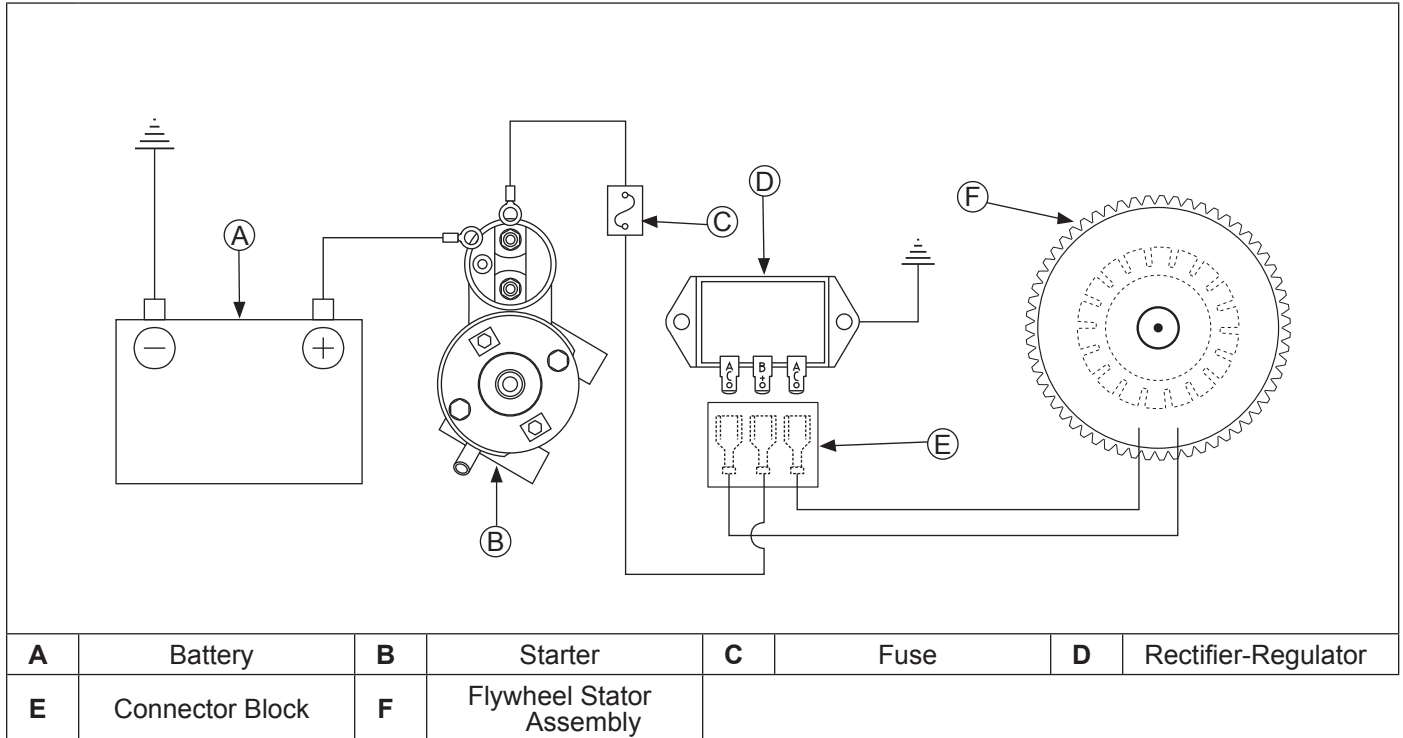 A
B
C
D
E
F
−
+
AC
B+
AC
A Battery B Starter C Fuse D Rectifier-Regulator
E Connector Block F Flywheel Stator
Assembly